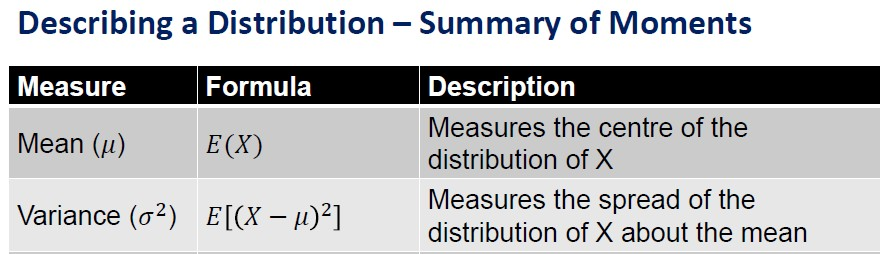 Describing a Distribution – Summary of Moments
Measure Formula Description
Mean (μ) E(X) Measures the centre of the
distribution of X
Variance (σ²) E[(X − μ)²] Measures the spread of the
distribution of X about the mean